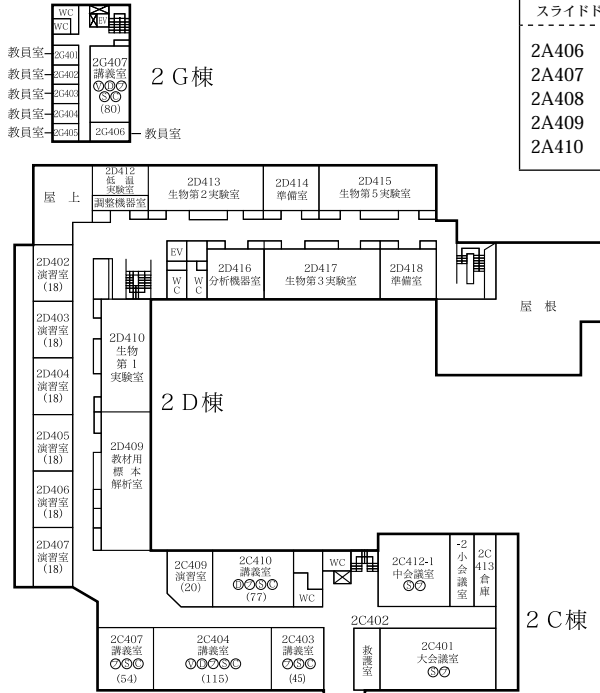 WC
WC
EV
教員室
2G401
教員室
2G402
教員室
2G403
教員室
2G404
教員室
2G405
2G407
講義室
ⓋⒹⓏ
ⓈⒸ
(80)
2G406
教員室
2 G棟
スライドド
2A406
2A407
2A408
2A409
2A410
屋 上
2D412
低 温
実験室
調整機器室
2D413
生物第2実験室
2D414
準備室
2D415
生物第5実験室
EV
WC
WC
2D416
分析機器室
2D417
生物第3実験室
2D418
準備室
屋 根
2D402
演習室
(18)
2D403
演習室
(18)
2D404
演習室
(18)
2D405
演習室
(18)
2D406
演習室
(18)
2D407
演習室
(18)
2D410
生物
第 1
実験室
2D409
教材用
標 本
解析室
2 D棟
2C409
演習室
(20)
2C410
講義室
ⒹⓏⓈⒸ
(77)
WC
WC
2C412-1
中会議室
ⓈⓏ
-2
小会議室
2C
413
倉庫
2 C棟
2C407
講義室
ⓏⓈⒸ
(54)
2C404
講義室
ⓋⒹⓏⓈⒸ
(115)
2C403
講義室
ⓏⓈⒸ
(45)
2C402
救護室
2C401
大会議室
ⓈⓏ